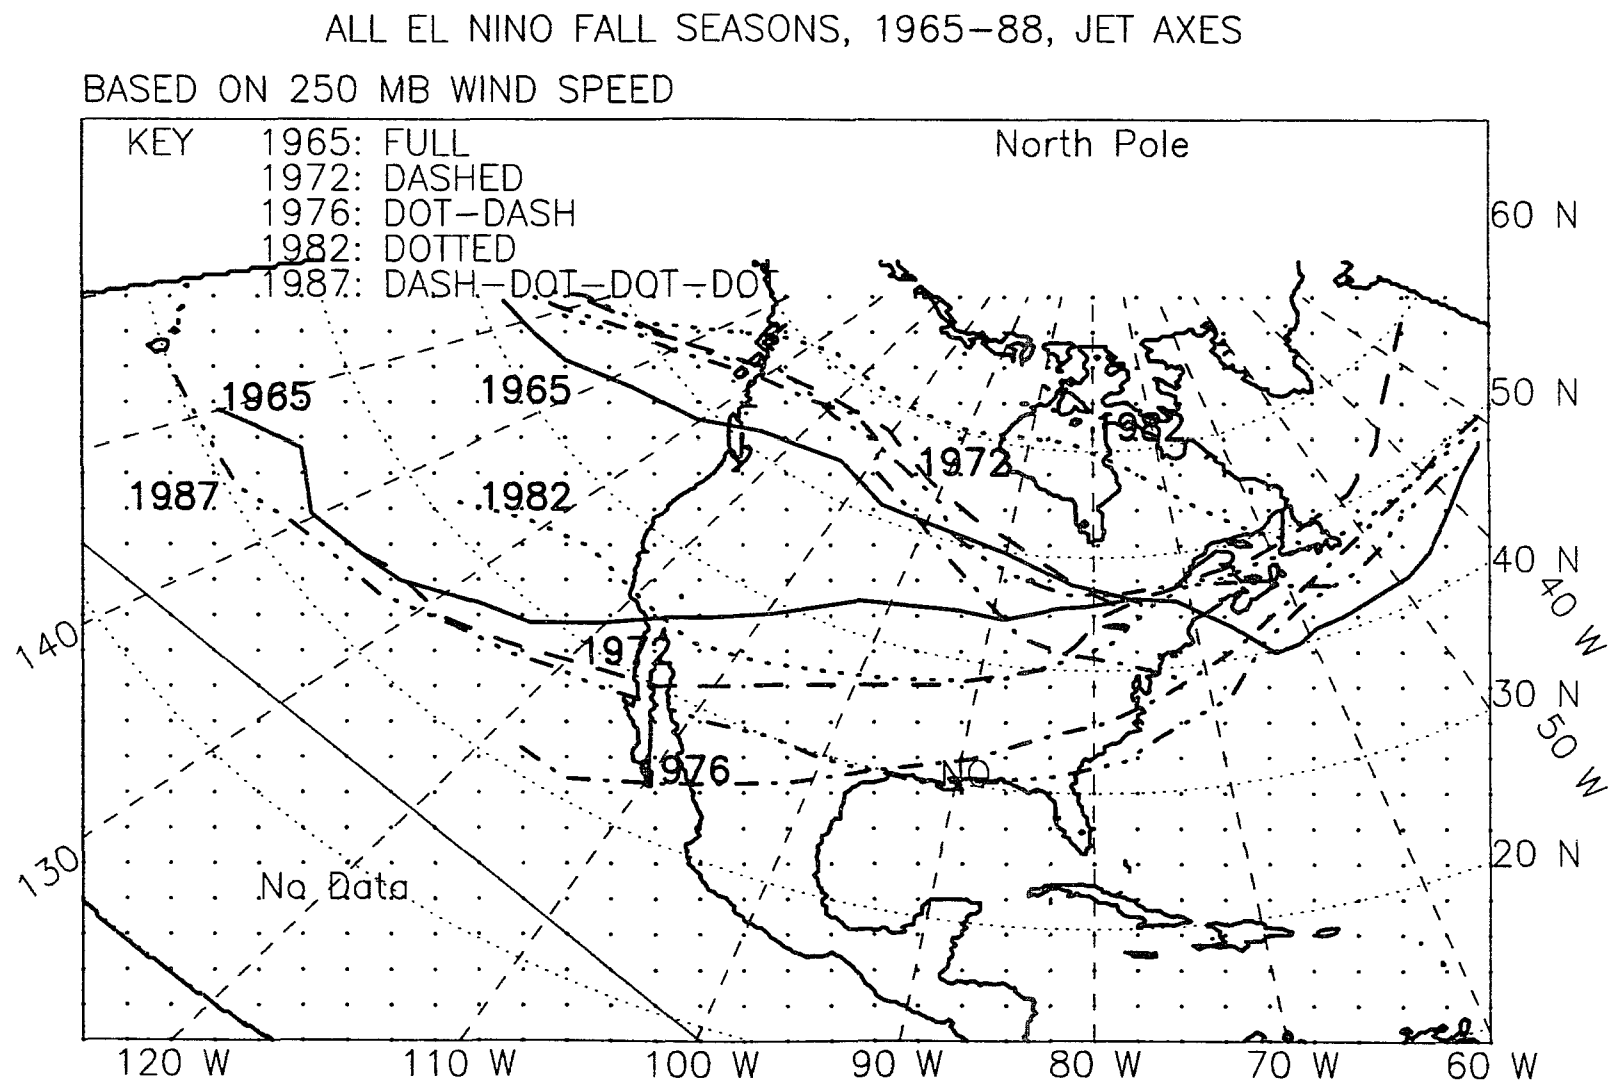 ALL EL NINO FALL SEASONS, 1965-88, JET AXES
BASED ON 250 MB WIND SPEED
KEY 1965: FULL
1972: DASHED
1976: DOT-DASH
1982: DOTTED
1987: DASH-DOT-DOT-DOT
North Pole
60 N
50 N
40 N
30 N
20 N
40 W
50 W
1965
1965
1987
1982
1972
1982
1972
1976
NO
No Data
140
130
120 W 110 W 100 W 90 W 80 W 70 W 60 W